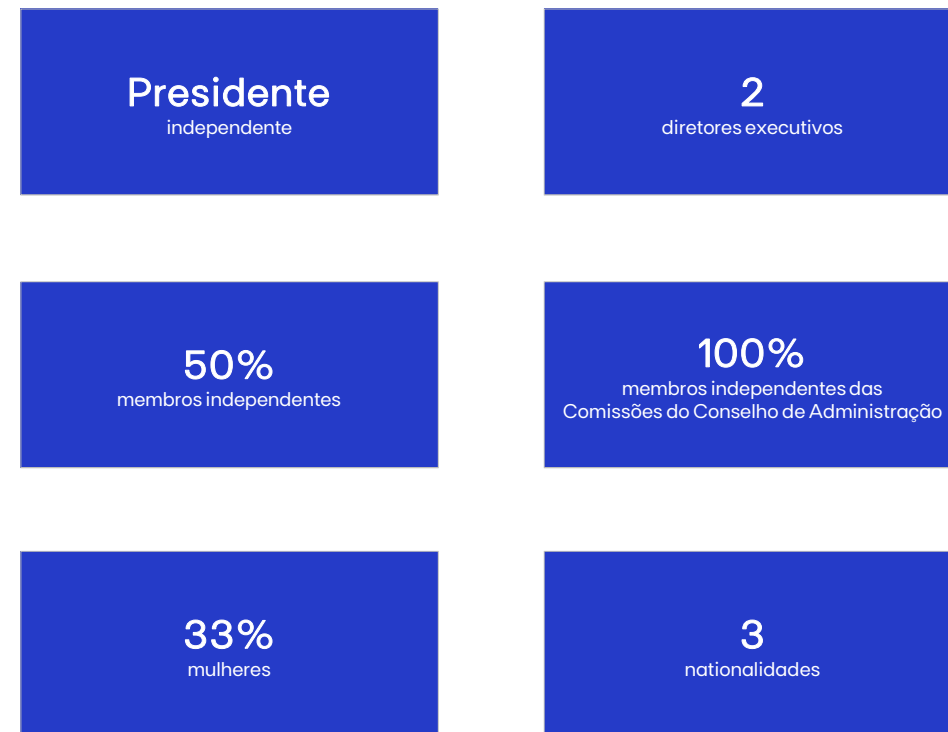 Presidente
independente
2
diretores executivos
50%
membros independentes
100%
membros independentes das
Comissões do Conselho de Administração
33%
mulheres
3
nationalidades